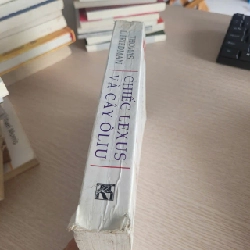 THOMAS
L. FRIEDMAN
CHIẾC LEXUS
VÀ CÂY ÔLIU